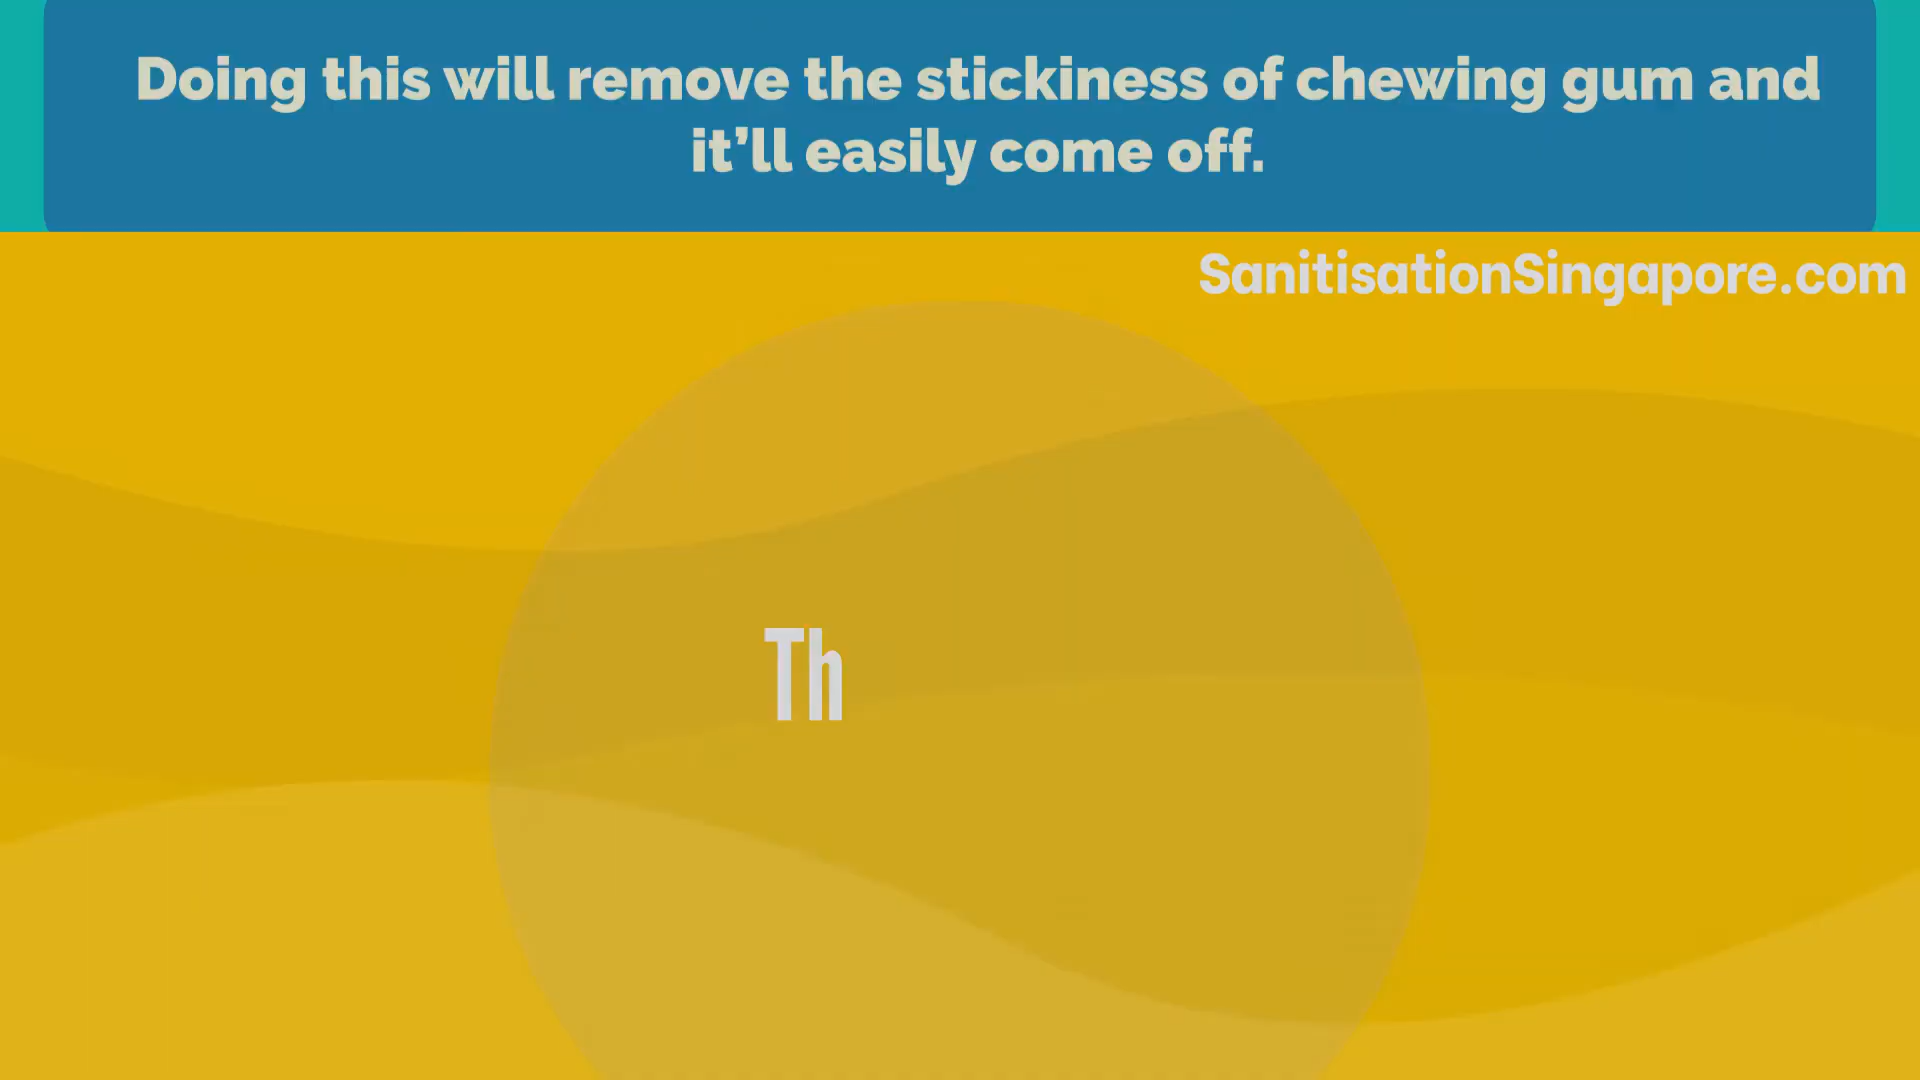 Doing this will remove the stickiness of chewing gum and
it’ll easily come off.
SanitisationSingapore.com
Th